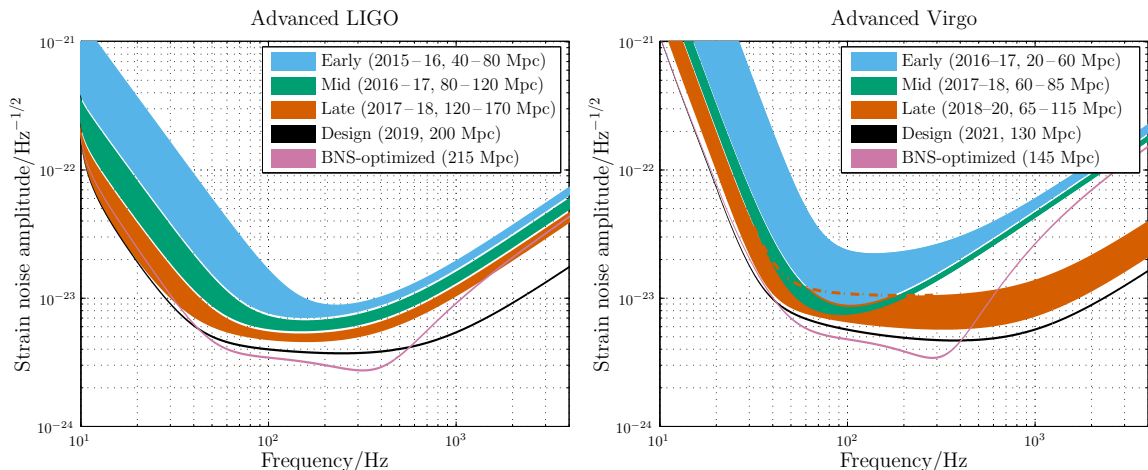 Advanced LIGO
Strain noise amplitude/Hz−1/2
10−21
10−22
10−23
10−24
Early (2015–16, 40–80 Mpc)
Mid (2016–17, 80–120 Mpc)
Late (2017–18, 120–170 Mpc)
Design (2019, 200 Mpc)
BNS-optimized (215 Mpc)
10¹ 10² 10³
Frequency/Hz
Advanced Virgo
Strain noise amplitude/Hz−1/2
10−21
10−22
10−23
10−24
Early (2016–17, 20–60 Mpc)
Mid (2017–18, 60–85 Mpc)
Late (2018–20, 65–115 Mpc)
Design (2021, 130 Mpc)
BNS-optimized (145 Mpc)
10¹ 10² 10³
Frequency/Hz